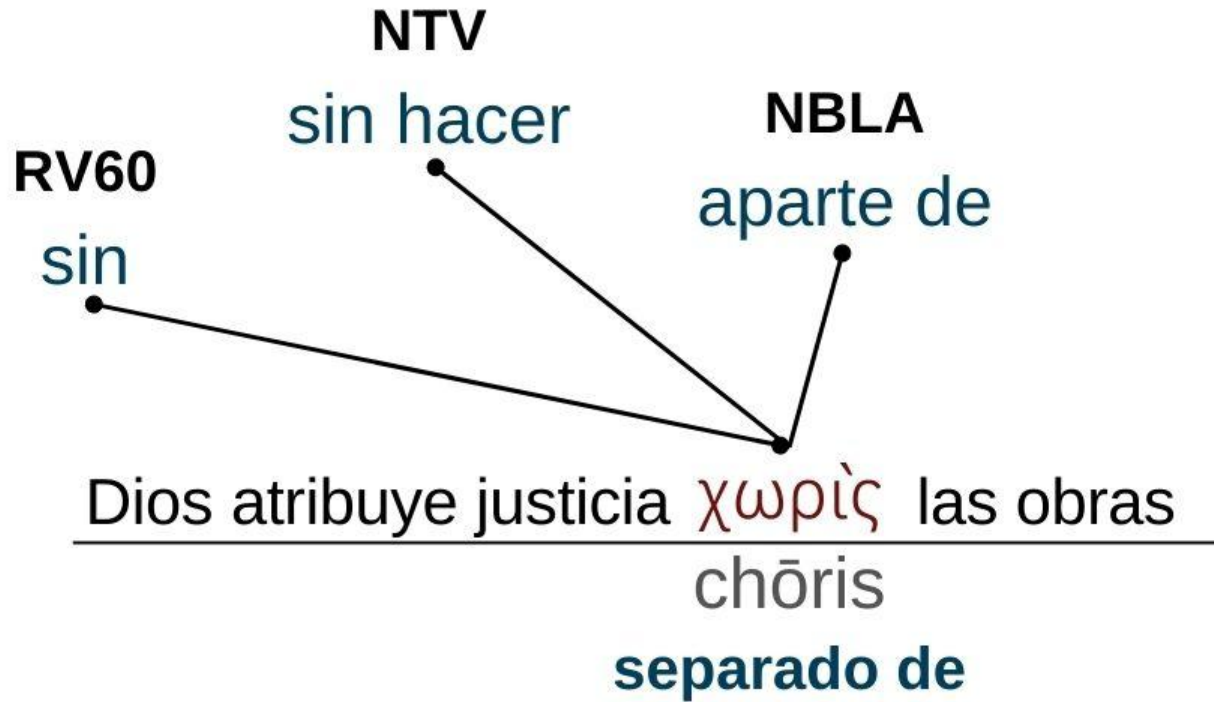 NTV
sin hacer
NBLA
aparte de
RV60
sin
Dios atribuye justicia χωρὶς las obras
chōris
separado de